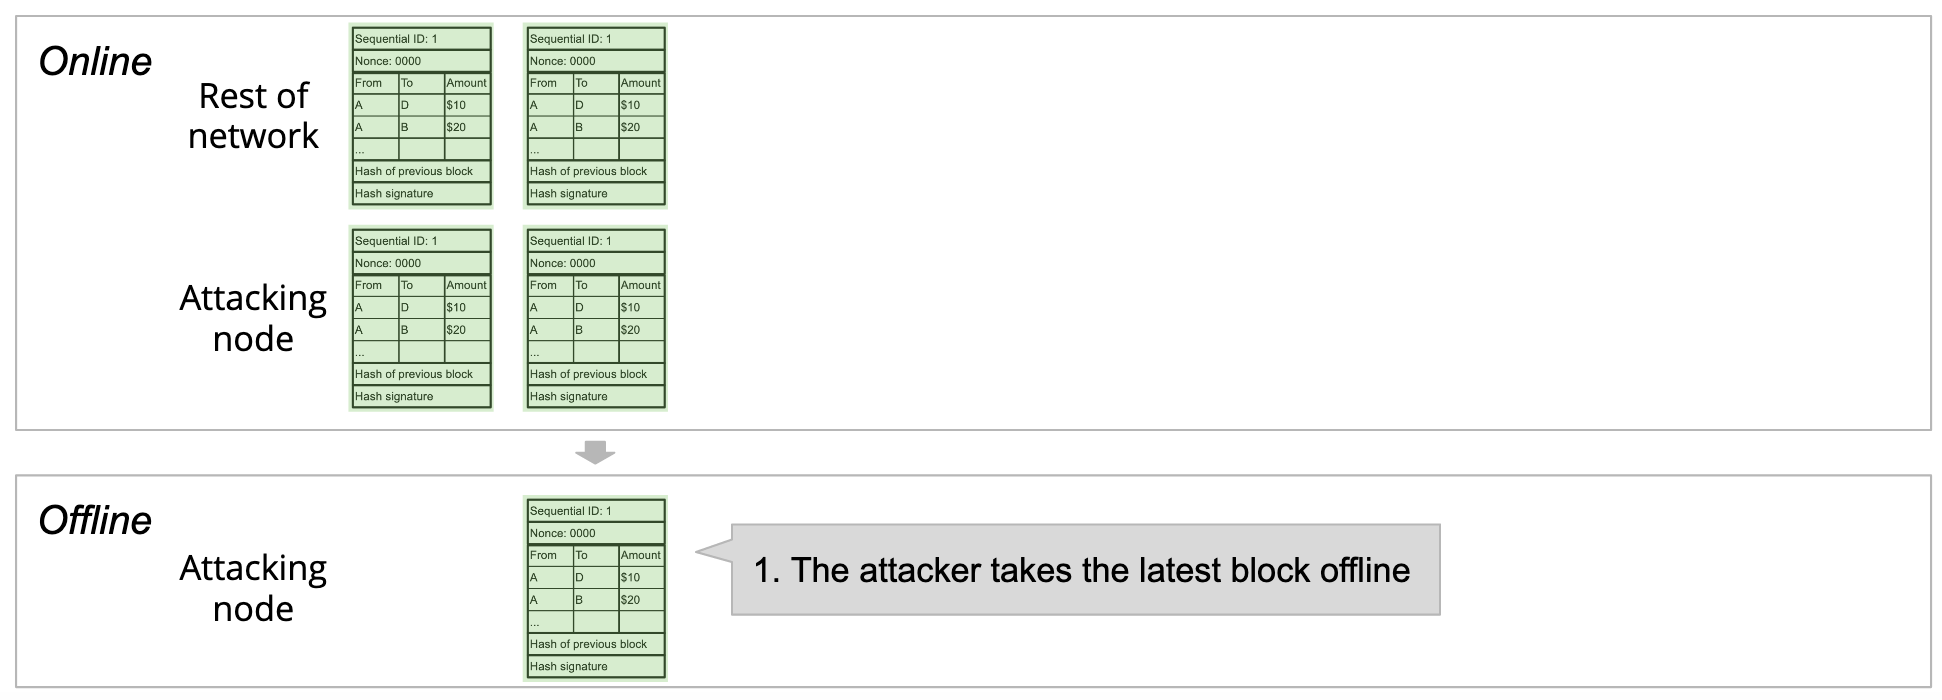 Online
Rest of
network
Sequential ID: 1
Nonce: 0000
From To Amount
A D $10
A B $20
...
Hash of previous block
Hash signature
Sequential ID: 1
Nonce: 0000
From To Amount
A D $10
A B $20
...
Hash of previous block
Hash signature
Attacking
node
Sequential ID: 1
Nonce: 0000
From To Amount
A D $10
A B $20
...
Hash of previous block
Hash signature
Sequential ID: 1
Nonce: 0000
From To Amount
A D $10
A B $20
...
Hash of previous block
Hash signature
Offline
Attacking
node
Sequential ID: 1
Nonce: 0000
From To Amount
A D $10
A B $20
...
Hash of previous block
Hash signature
1. The attacker takes the latest block offline